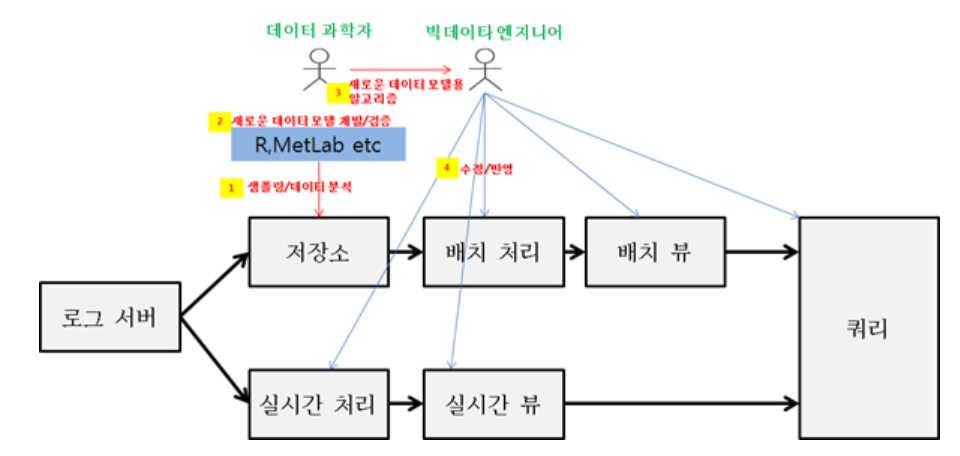 데이터 과학자
빅데이타 엔지니어
3 새로운 데이터 모델용
알고리즘
2 새로운 데이터 모델 개발/검증
R,MetLab etc
4 수정/반영
1 샘플링/데이터 분석
저장소
배치 처리
배치 뷰
로그 서버
쿼리
실시간 처리
실시간 뷰